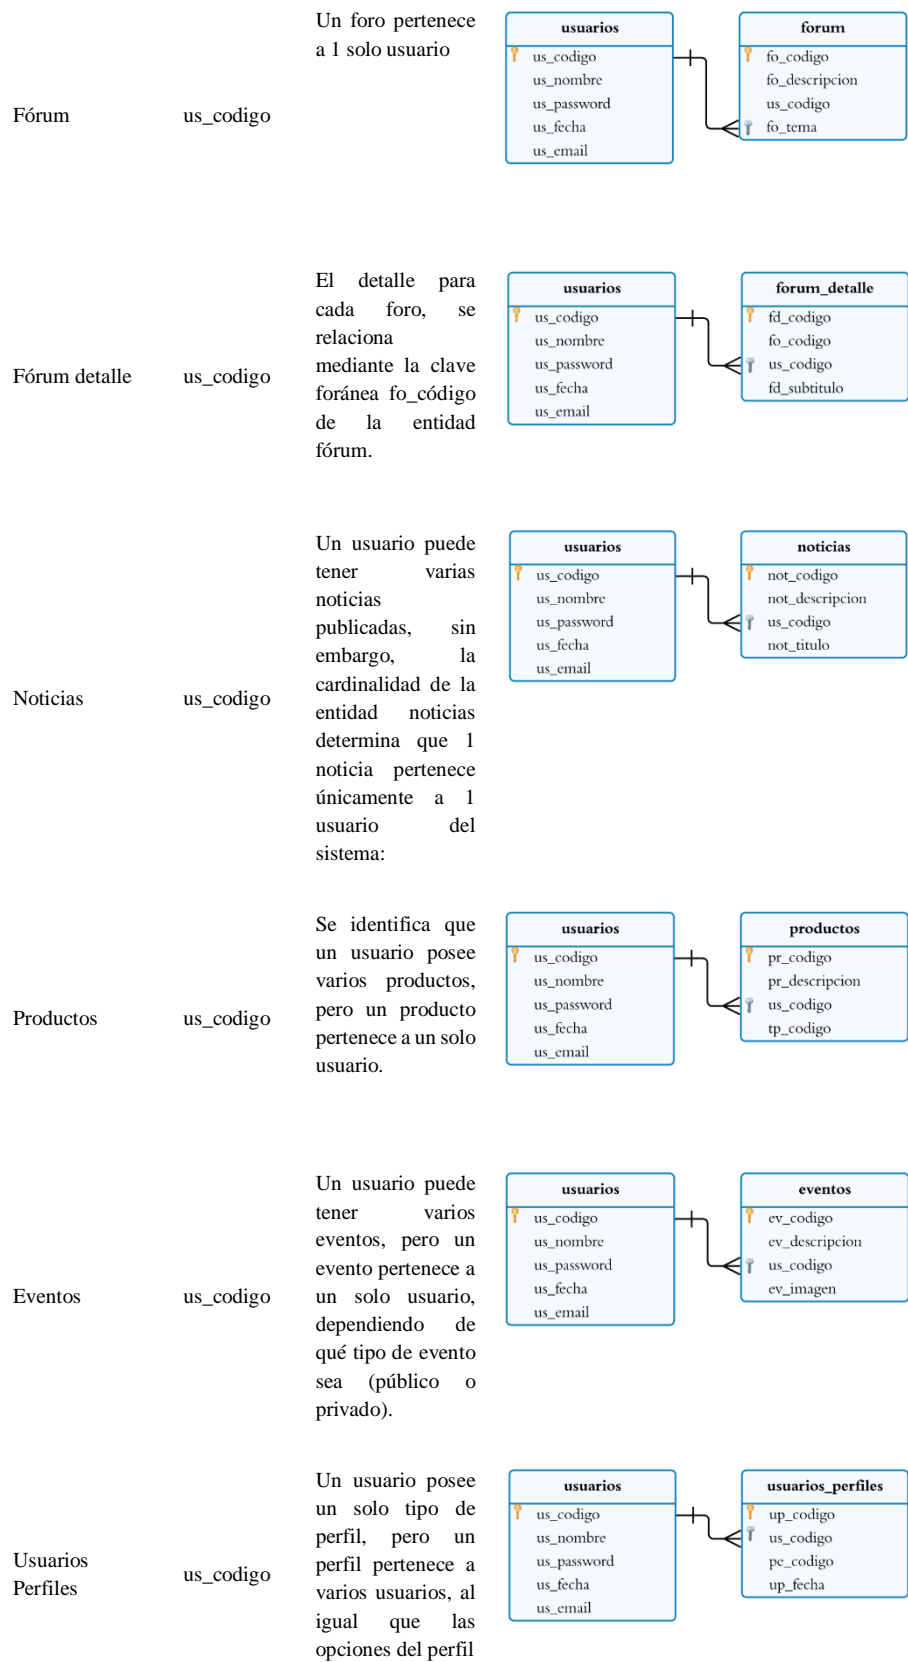 Fórum
us_codigo
Un foro pertenece
a 1 solo usuario
usuarios
us_codigo
us_nombre
us_password
us_fecha
us_email
forum
fo_codigo
fo_descripcion
us_codigo
fo_tema
Fórum detalle
us_codigo
El detalle para
cada foro, se
relaciona
mediante la clave
foránea fo_código
de la entidad
fórum.
usuarios
us_codigo
us_nombre
us_password
us_fecha
us_email
forum_detalle
fd_codigo
fo_codigo
us_codigo
fd_subtitulo
Noticias
us_codigo
Un usuario puede
tener varias
noticias
publicadas, sin
embargo, la
cardinalidad de la
entidad noticias
determina que 1
noticia pertenece
únicamente a 1
usuario del
sistema:
usuarios
us_codigo
us_nombre
us_password
us_fecha
us_email
noticias
not_codigo
not_descripcion
us_codigo
not_titulo
Productos
us_codigo
Se identifica que
un usuario posee
varios productos,
pero un producto
pertenece a un solo
usuario.
usuarios
us_codigo
us_nombre
us_password
us_fecha
us_email
productos
pr_codigo
pr_descripcion
us_codigo
tp_codigo
Eventos
us_codigo
Un usuario puede
tener varios
eventos, pero un
evento pertenece a
un solo usuario,
dependiendo de
qué tipo de evento
sea (público o
privado).
usuarios
us_codigo
us_nombre
us_password
us_fecha
us_email
eventos
ev_codigo
ev_descripcion
us_codigo
ev_imagen
Usuarios
Perfiles
us_codigo
Un usuario posee
un solo tipo de
perfil, pero un
perfil pertenece a
varios usuarios, al
igual que las
opciones del perfil
usuarios
us_codigo
us_nombre
us_password
us_fecha
us_email
usuarios_perfiles
up_codigo
us_codigo
pe_codigo
up_fecha